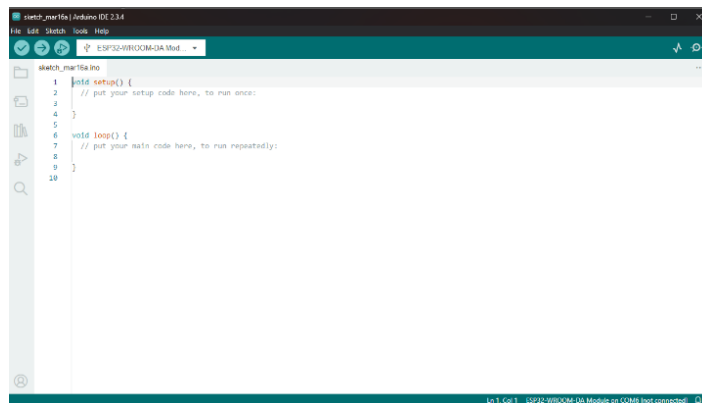 sketch_mar16a | Arduino IDE 2.3.4
File Edit Sketch Tools Help
ESP32-WROOM-DA Mod...
sketch_mar16a.ino
1 void setup() {
2 // put your setup code here, to run once:
3
4 }
5
6 void loop() {
7 // put your main code here, to run repeatedly:
8
9 }
10
Ln 1, Col 1 ESP32-WROOM-DA Module on COM6 [not connected]